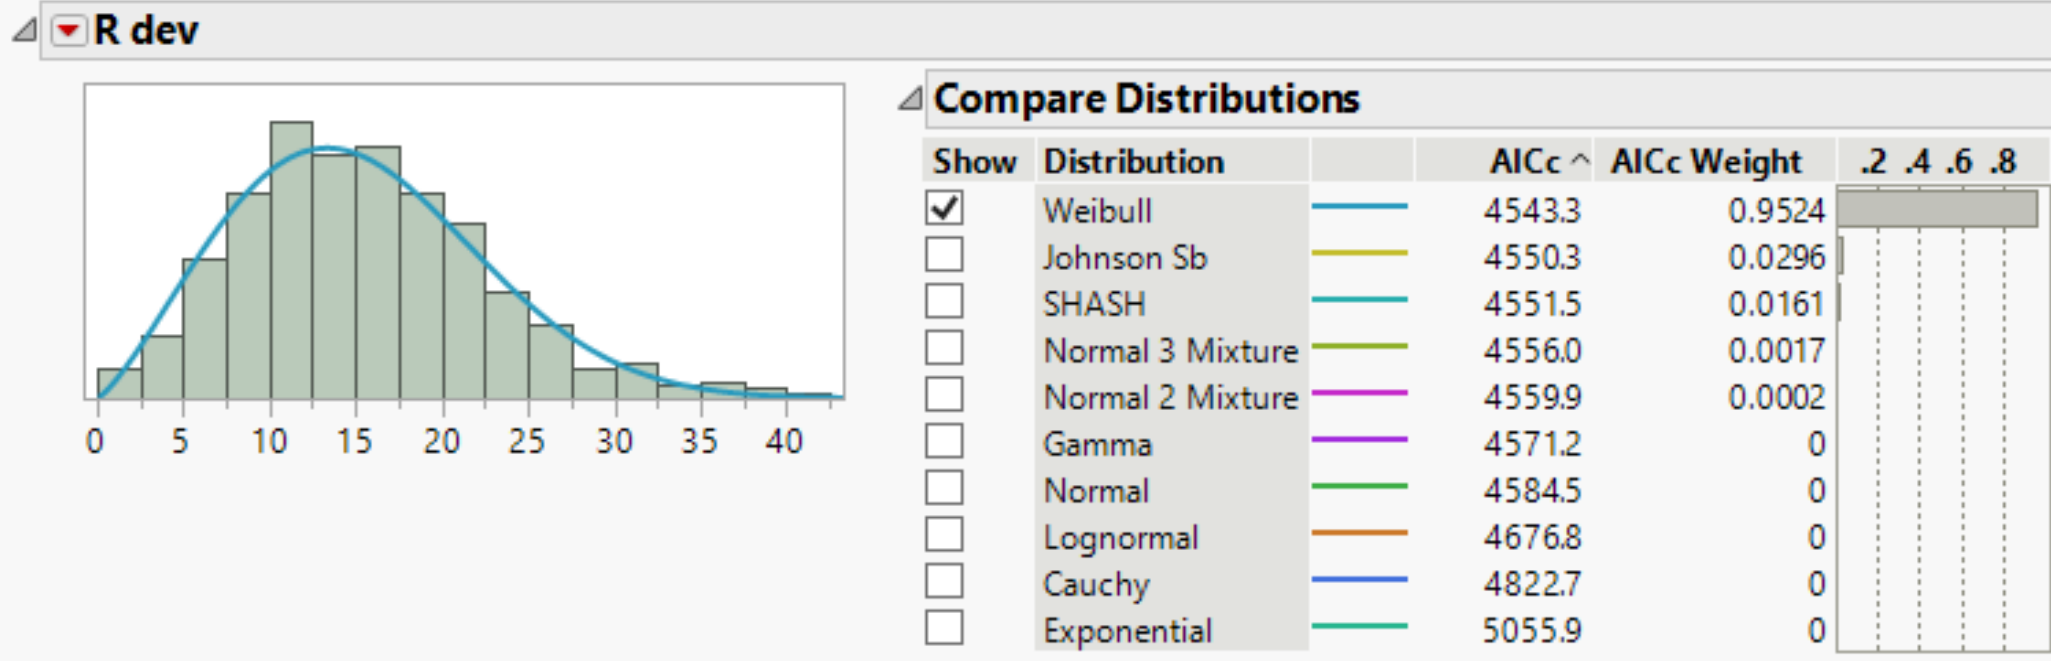 R dev
0 5 10 15 20 25 30 35 40
Compare Distributions
Show Distribution AICc ^ AICc Weight .2 .4 .6 .8
Weibull 4543.3 0.9524
Johnson Sb 4550.3 0.0296
SHASH 4551.5 0.0161
Normal 3 Mixture 4556.0 0.0017
Normal 2 Mixture 4559.9 0.0002
Gamma 4571.2 0
Normal 4584.5 0
Lognormal 4676.8 0
Cauchy 4822.7 0
Exponential 5055.9 0